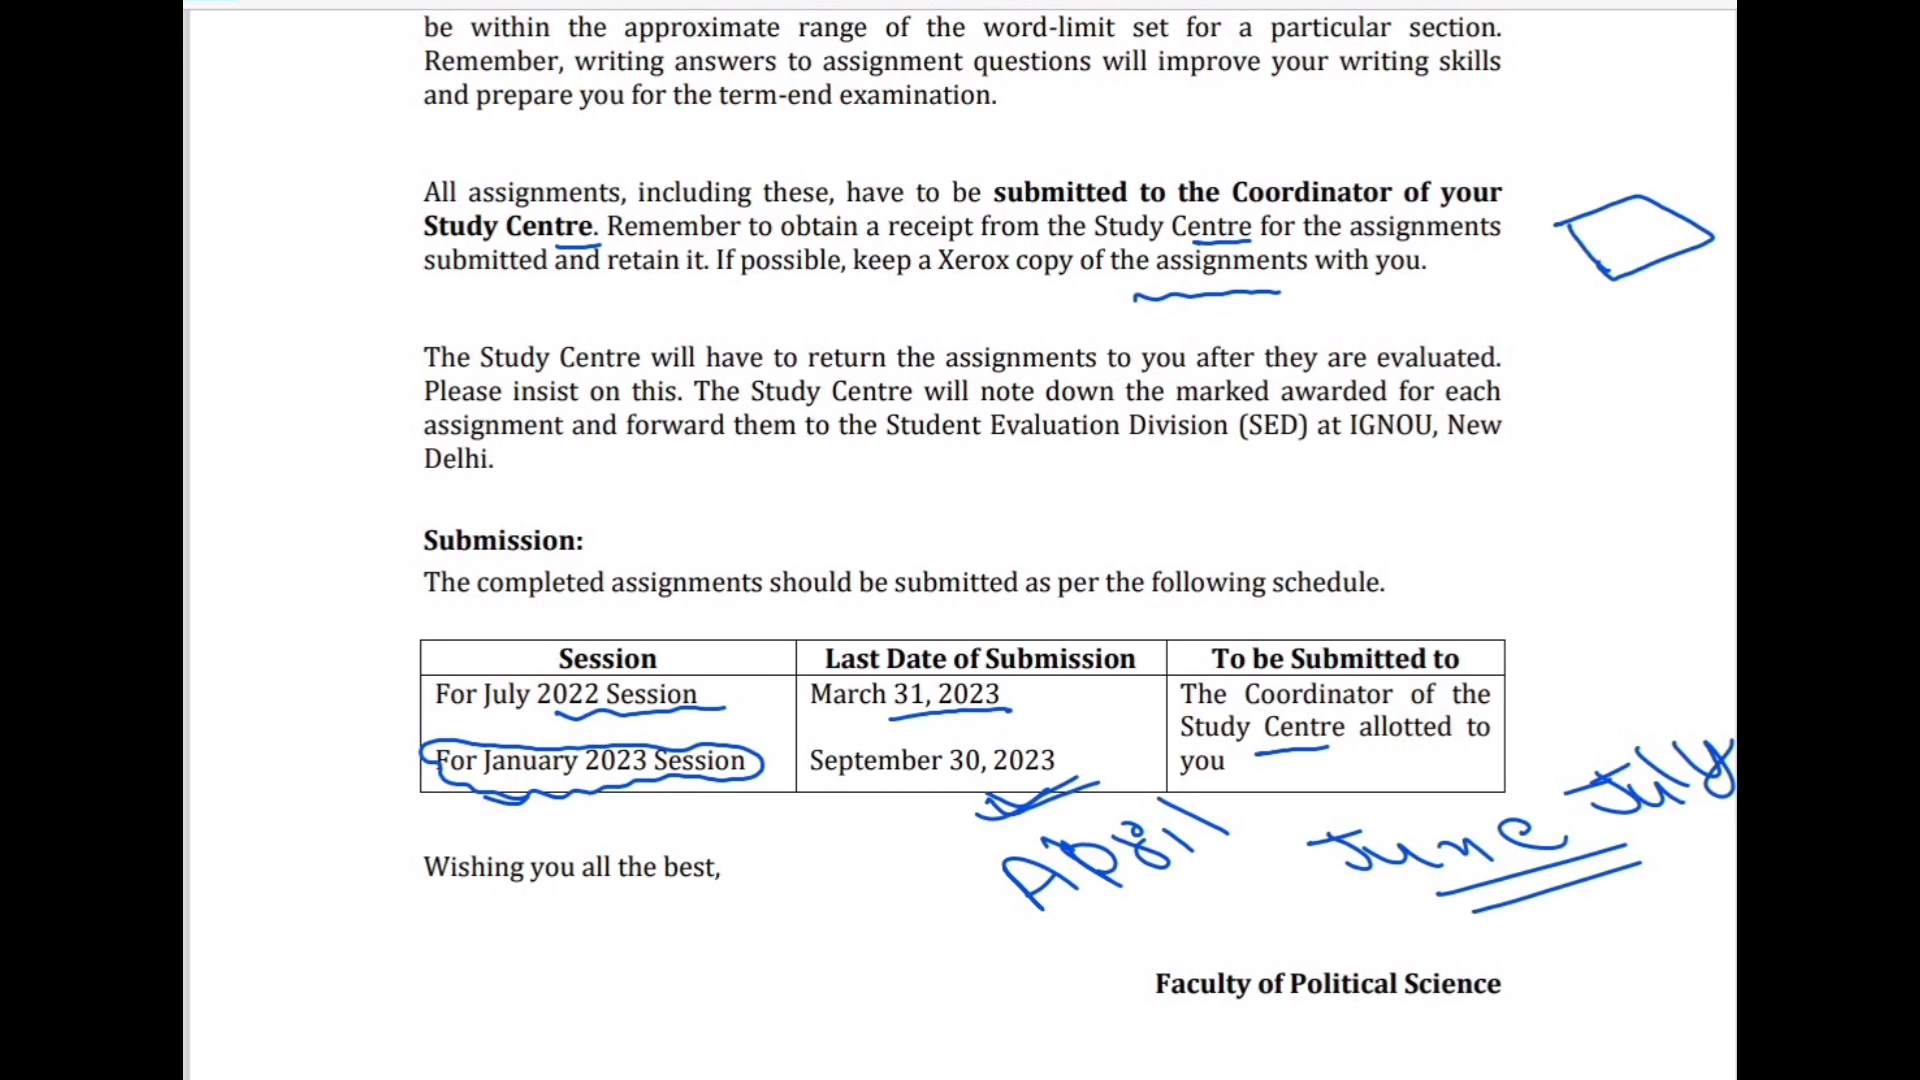 be within the approximate range of the word-limit set for a particular section.
Remember, writing answers to assignment questions will improve your writing skills
and prepare you for the term-end examination.
All assignments, including these, have to be submitted to the Coordinator of your
Study Centre. Remember to obtain a receipt from the Study Centre for the assignments
submitted and retain it. If possible, keep a Xerox copy of the assignments with you.
The Study Centre will have to return the assignments to you after they are evaluated.
Please insist on this. The Study Centre will note down the marked awarded for each
assignment and forward them to the Student Evaluation Division (SED) at IGNOU, New
Delhi.
Submission:
The completed assignments should be submitted as per the following schedule.
Session Last Date of Submission To be Submitted to
For July 2022 Session March 31, 2023 The Coordinator of the
Study Centre allotted to
For January 2023 Session September 30, 2023 you
April June July
Wishing you all the best,
Faculty of Political Science